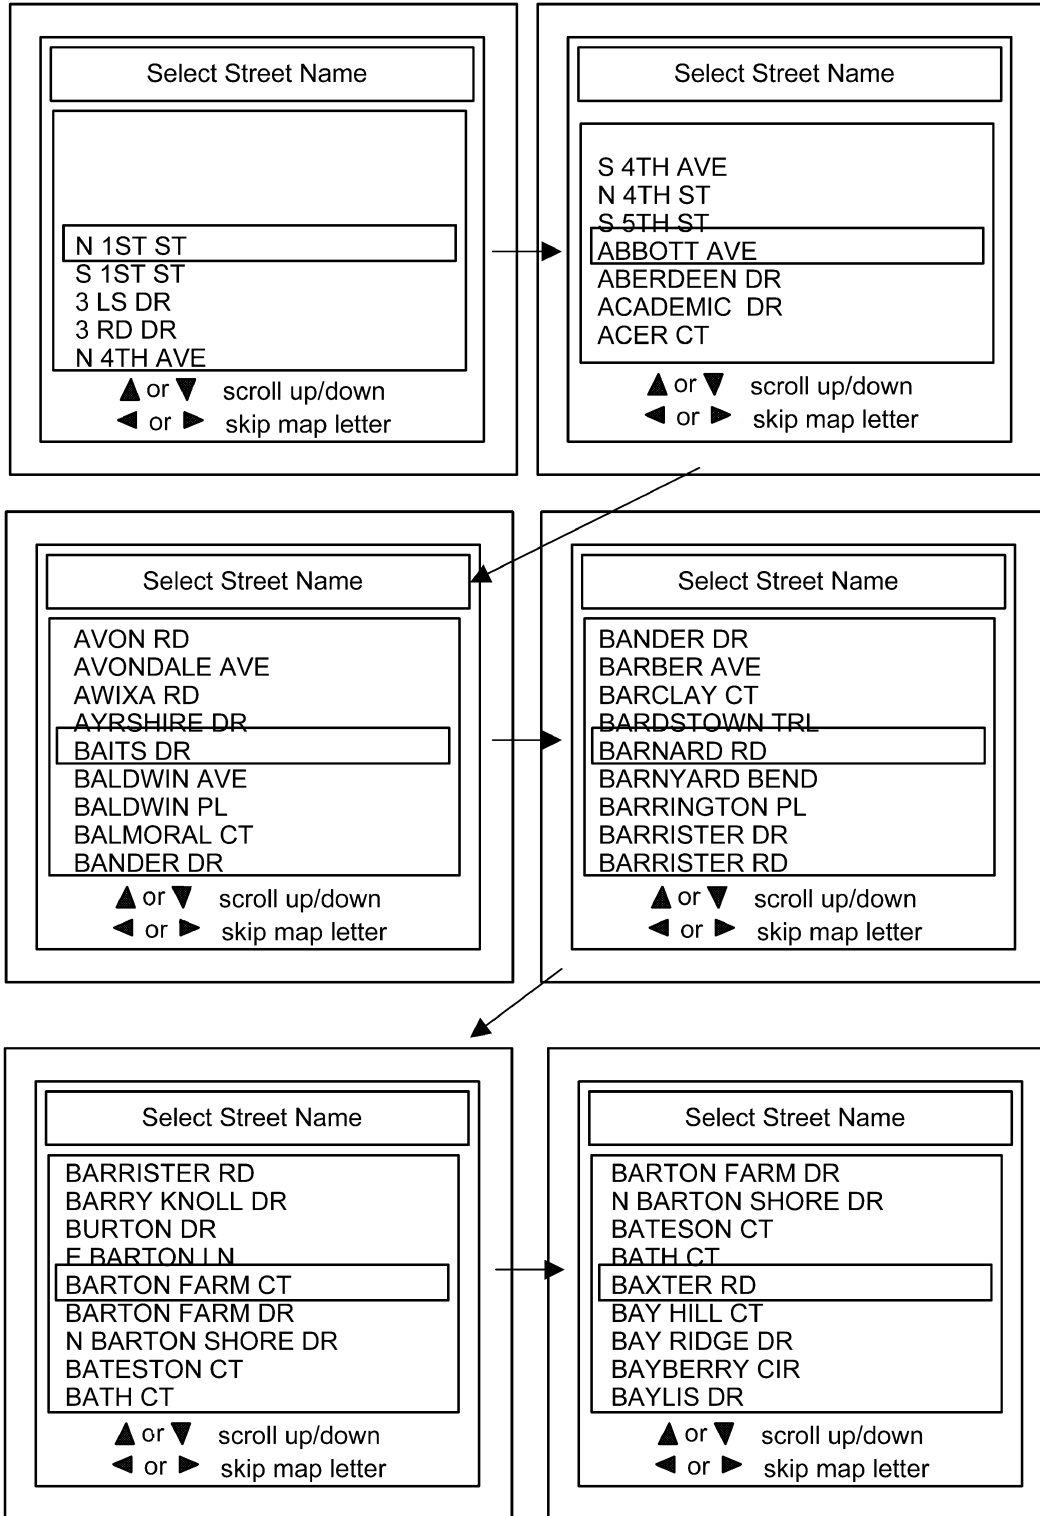 Select Street Name
N 1ST ST
S 1ST ST
3 LS DR
3 RD DR
N 4TH AVE
or scroll up/down
or skip map letter
Select Street Name
S 4TH AVE
N 4TH ST
S 5TH ST
ABBOTT AVE
ABERDEEN DR
ACADEMIC DR
ACER CT
or scroll up/down
or skip map letter
Select Street Name
AVON RD
AVONDALE AVE
AWIXA RD
AYRSHIRE DR
BAITS DR
BALDWIN AVE
BALDWIN PL
BALMORAL CT
BANDER DR
or scroll up/down
or skip map letter
Select Street Name
BANDER DR
BARBER AVE
BARCLAY CT
BARDSTOWN TRL
BARNARD RD
BARNYARD BEND
BARRINGTON PL
BARRISTER DR
BARRISTER RD
or scroll up/down
or skip map letter
Select Street Name
BARRISTER RD
BARRY KNOLL DR
BURTON DR
E BARTON LN
BARTON FARM CT
BARTON FARM DR
N BARTON SHORE DR
BATESTON CT
BATH CT
or scroll up/down
or skip map letter
Select Street Name
BARTON FARM DR
N BARTON SHORE DR
BATESON CT
BATH CT
BAXTER RD
BAY HILL CT
BAY RIDGE DR
BAYBERRY CIR
BAYLIS DR
or scroll up/down
or skip map letter